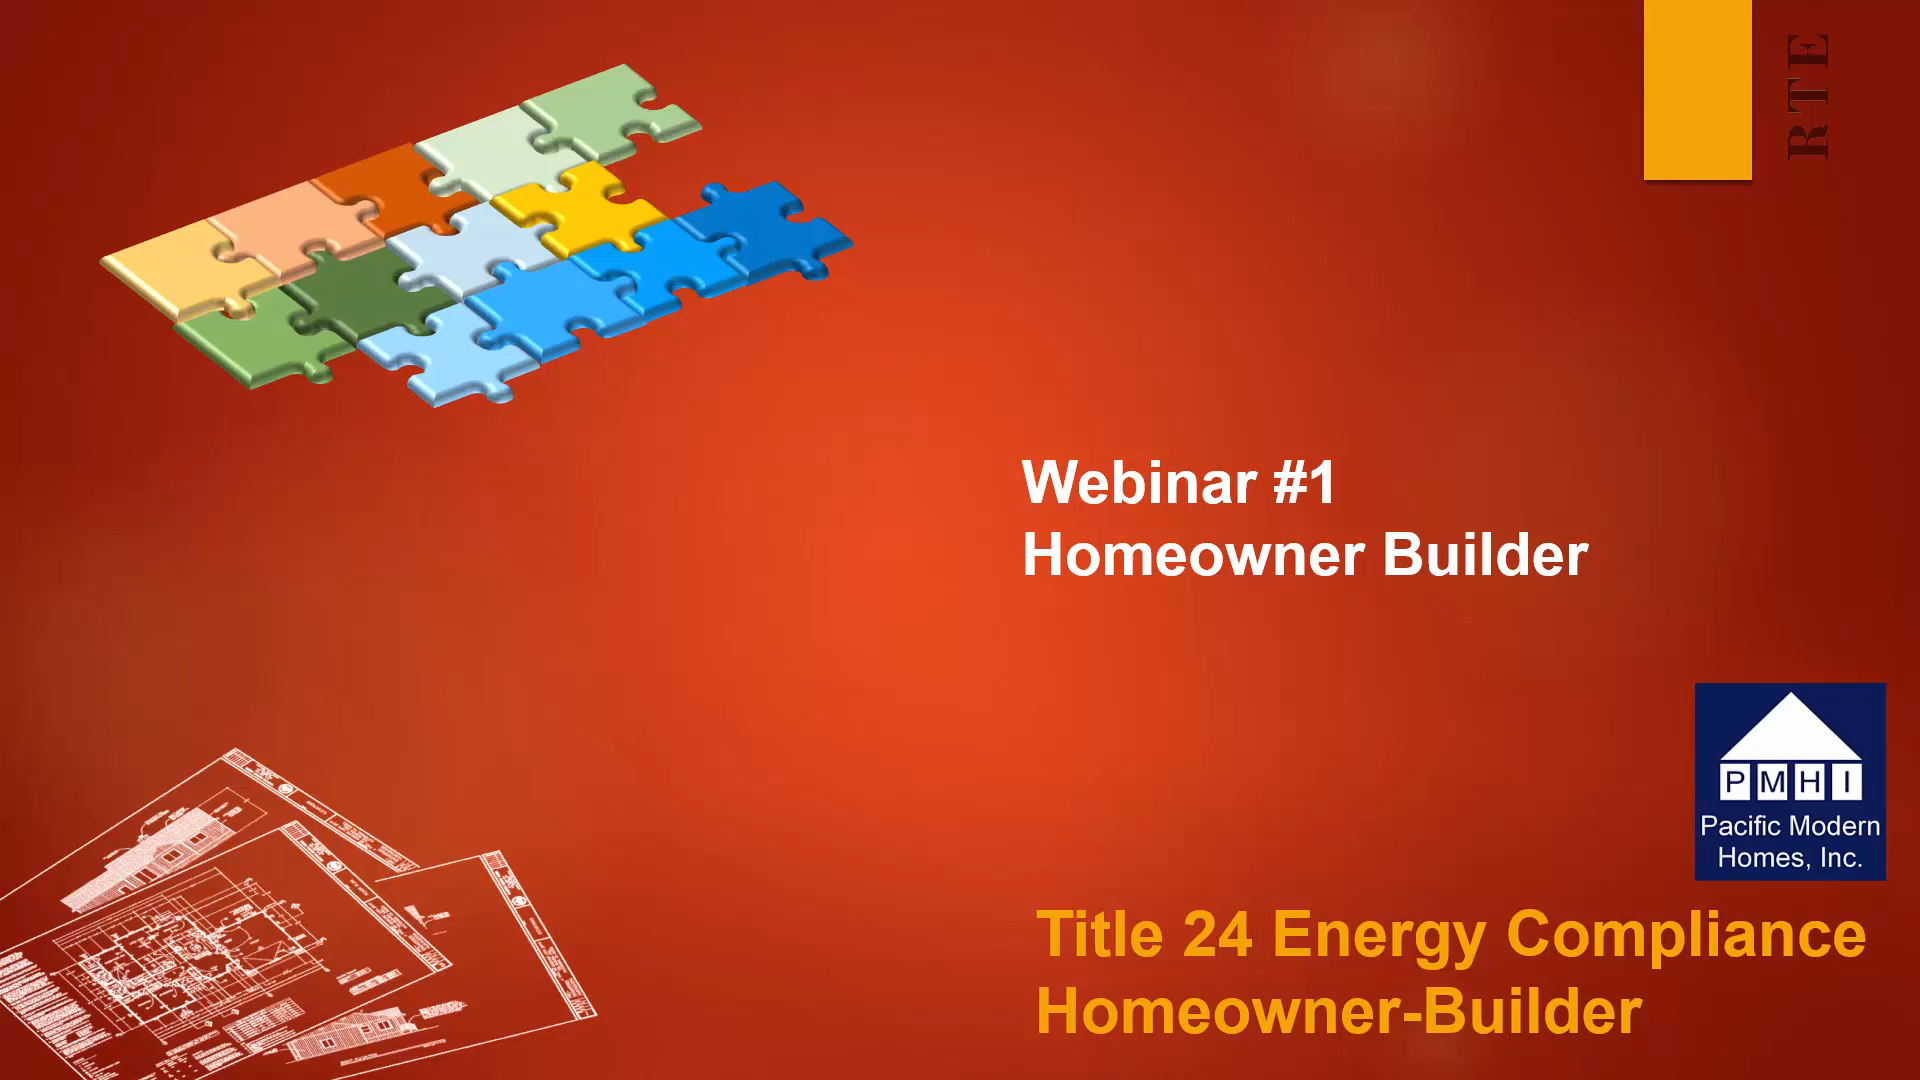 RTE
Webinar #1
Homeowner Builder
PMHI
Pacific Modern
Homes, Inc.
Title 24 Energy Compliance
Homeowner-Builder